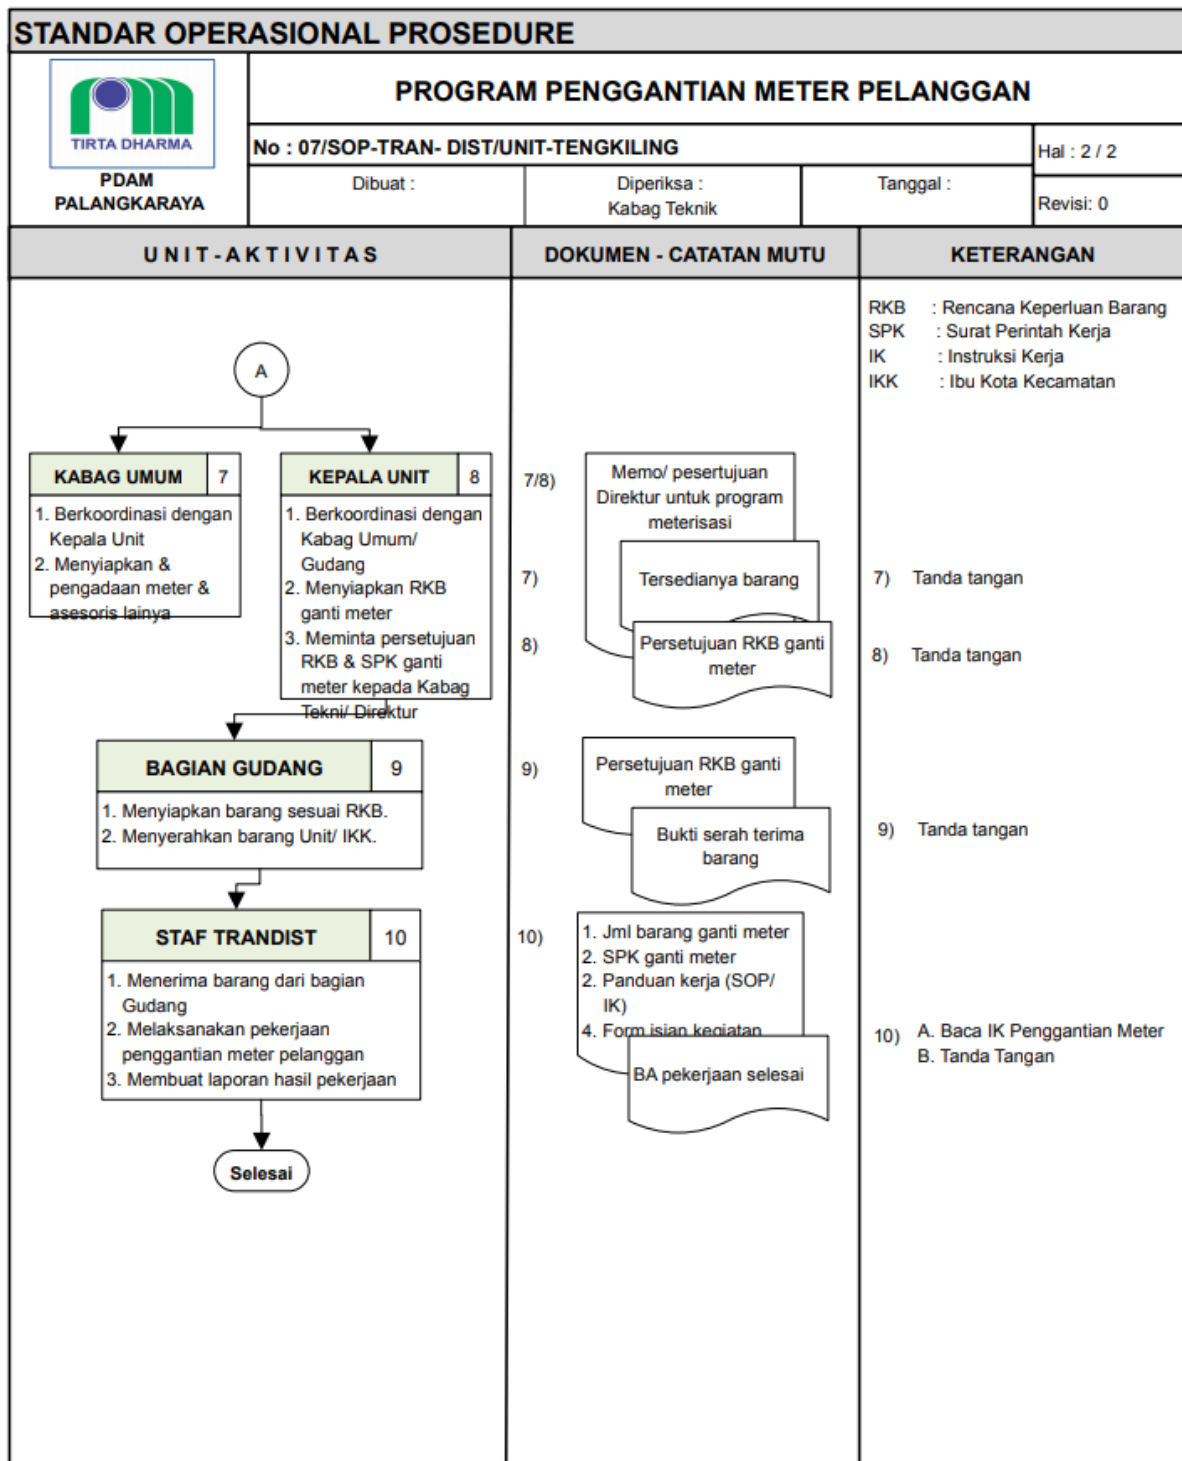 STANDAR OPERASIONAL PROSEDURE
TIRTA DHARMA
PDAM
PALANGKARAYA
PROGRAM PENGGANTIAN METER PELANGGAN
No : 07/SOP-TRAN- DIST/UNIT-TENGKILING
Hal : 2 / 2
Dibuat :
Diperiksa :
Kabag Teknik
Tanggal :
Revisi: 0
U N I T - A K T I V I T A S
DOKUMEN - CATATAN MUTU
KETERANGAN
RKB : Rencana Keperluan Barang
SPK : Surat Perintah Kerja
IK : Instruksi Kerja
IKK : Ibu Kota Kecamatan
A
KABAG UMUM 7
1. Berkoordinasi dengan
Kepala Unit
2. Menyiapkan &
pengadaan meter &
asesoris lainya
KEPALA UNIT 8
1. Berkoordinasi dengan
Kabag Umum/
Gudang
2. Menyiapkan RKB
ganti meter
3. Meminta persetujuan
RKB & SPK ganti
meter kepada Kabag
Tekni/ Direktur
7/8)
Memo/ pesertujuan
Direktur untuk program
meterisasi
7)
Tersedianya barang
7) Tanda tangan
8)
Persetujuan RKB ganti
meter
8) Tanda tangan
BAGIAN GUDANG 9
1. Menyiapkan barang sesuai RKB.
2. Menyerahkan barang Unit/ IKK.
9)
Persetujuan RKB ganti
meter
Bukti serah terima
barang
9) Tanda tangan
STAF TRANDIST 10
1. Menerima barang dari bagian
Gudang
2. Melaksanakan pekerjaan
penggantian meter pelanggan
3. Membuat laporan hasil pekerjaan
10)
1. Jml barang ganti meter
2. SPK ganti meter
2. Panduan kerja (SOP/
IK)
4. Form isian kegiatan
BA pekerjaan selesai
10) A. Baca IK Penggantian Meter
B. Tanda Tangan
Selesai